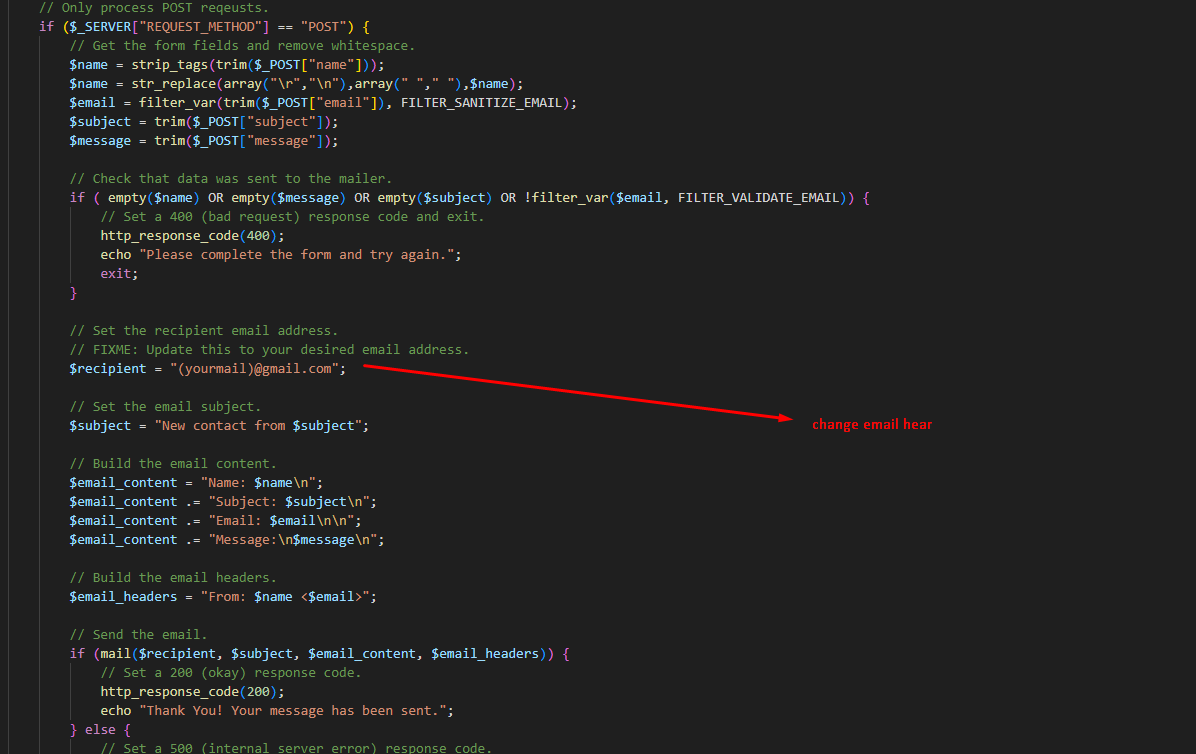 // Only process POST reqeusts.
if ($_SERVER["REQUEST_METHOD"] == "POST") {
// Get the form fields and remove whitespace.
$name = strip_tags(trim($_POST["name"]));
$name = str_replace(array("\r","\n"),array(" "," "),$name);
$email = filter_var(trim($_POST["email"]), FILTER_SANITIZE_EMAIL);
$subject = trim($_POST["subject"]);
$message = trim($_POST["message"]);
// Check that data was sent to the mailer.
if ( empty($name) OR empty($message) OR empty($subject) OR !filter_var($email, FILTER_VALIDATE_EMAIL)) {
// Set a 400 (bad request) response code and exit.
http_response_code(400);
echo "Please complete the form and try again.";
exit;
}
// Set the recipient email address.
// FIXME: Update this to your desired email address.
$recipient = "(yourmail)@gmail.com";
// Set the email subject.
$subject = "New contact from $subject";
change email hear
// Build the email content.
$email_content = "Name: $name\n";
$email_content .= "Subject: $subject\n";
$email_content .= "Email: $email\n\n";
$email_content .= "Message:\n$message\n";
// Build the email headers.
$email_headers = "From: $name <$email>";
// Send the email.
if (mail($recipient, $subject, $email_content, $email_headers)) {
// Set a 200 (okay) response code.
http_response_code(200);
echo "Thank You! Your message has been sent.";
} else {
// Set a 500 (internal server error) response code.